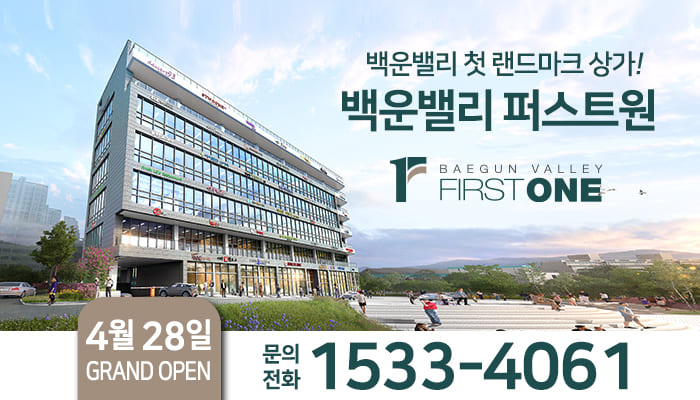 백운밸리 첫 랜드마크 상가!
백운밸리 퍼스트원
BAEGUN VALLEY
FIRST ONE
4월 28일
GRAND OPEN
문의
전화
1533-4061